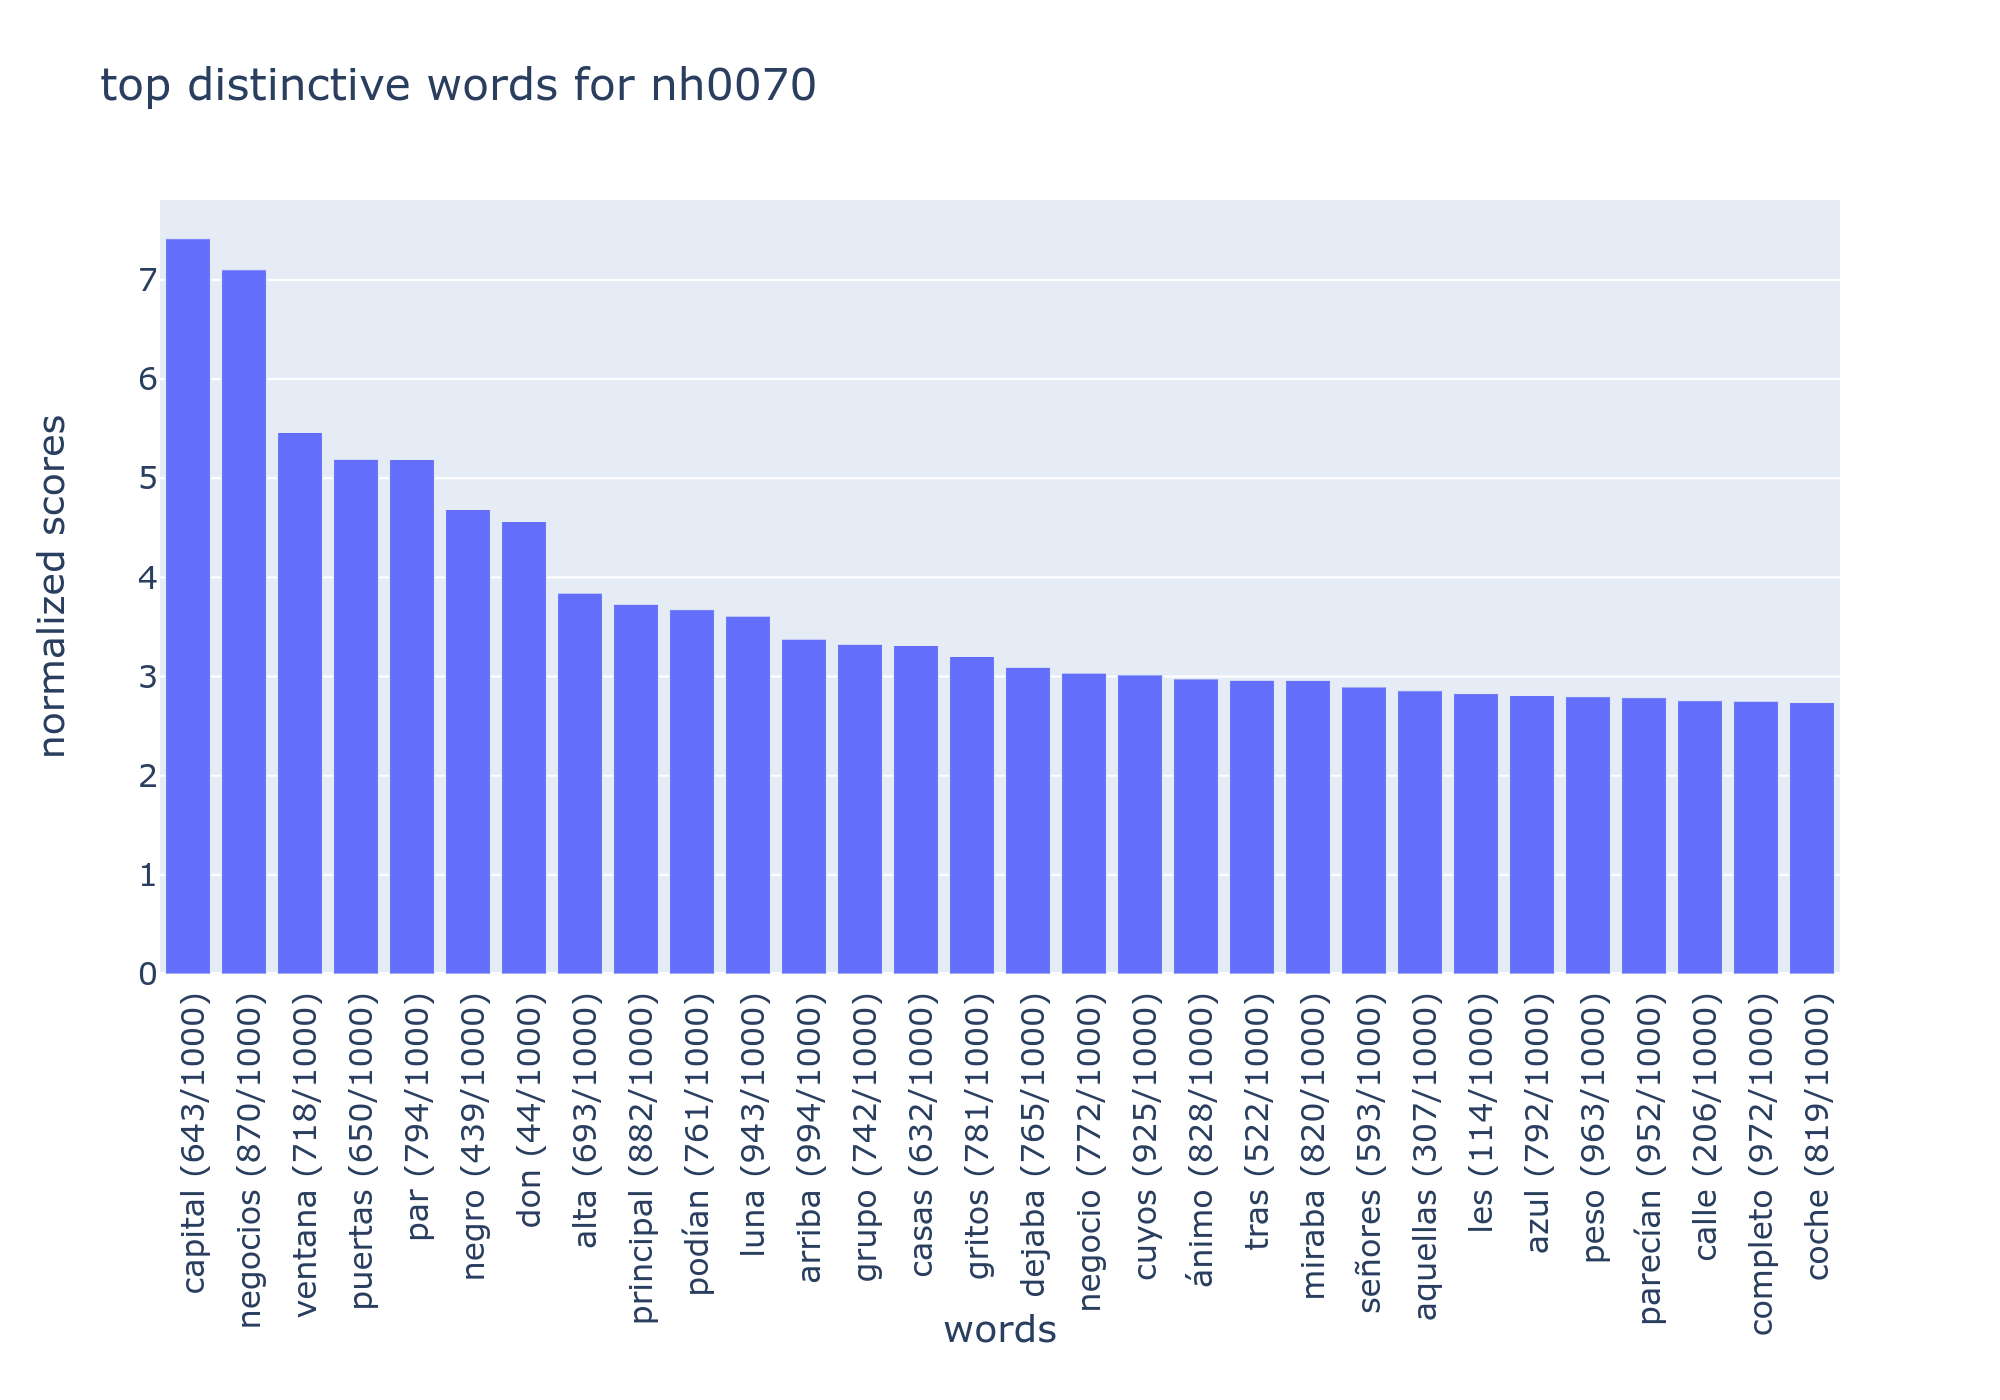 top distinctive words for nh0070
normalized scores
7
6
5
4
3
2
1
0
capital (643/1000)
negocios (870/1000)
ventana (718/1000)
puertas (650/1000)
par (794/1000)
negro (439/1000)
don (44/1000)
alta (693/1000)
principal (882/1000)
podían (761/1000)
luna (943/1000)
arriba (994/1000)
grupo (742/1000)
casas (632/1000)
gritos (781/1000)
dejaba (765/1000)
negocio (772/1000)
cuyos (925/1000)
ánimo (828/1000)
tras (522/1000)
miraba (820/1000)
señores (593/1000)
aquellas (307/1000)
les (114/1000)
azul (792/1000)
peso (963/1000)
parecían (952/1000)
calle (206/1000)
completo (972/1000)
coche (819/1000)
words